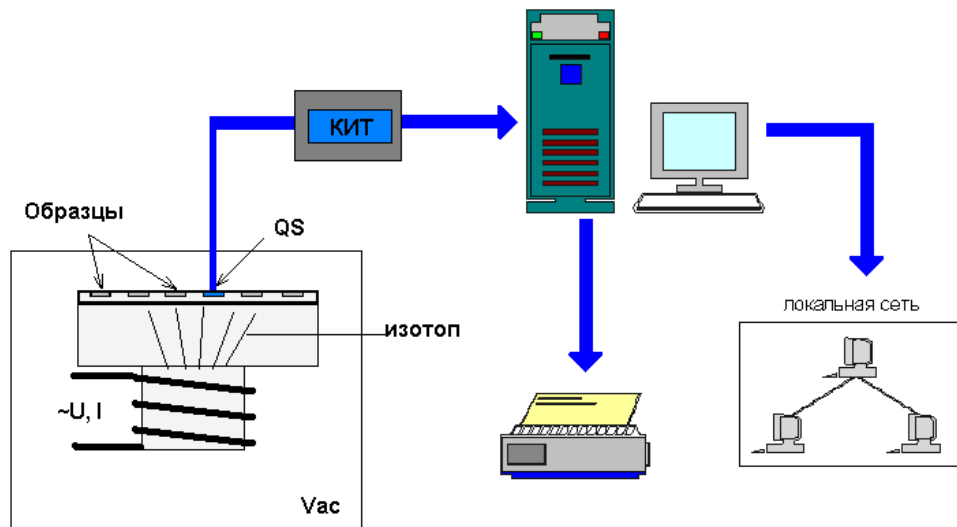 КИТ
Образцы
QS
изотоп
~U, I
Vac
локальная сеть